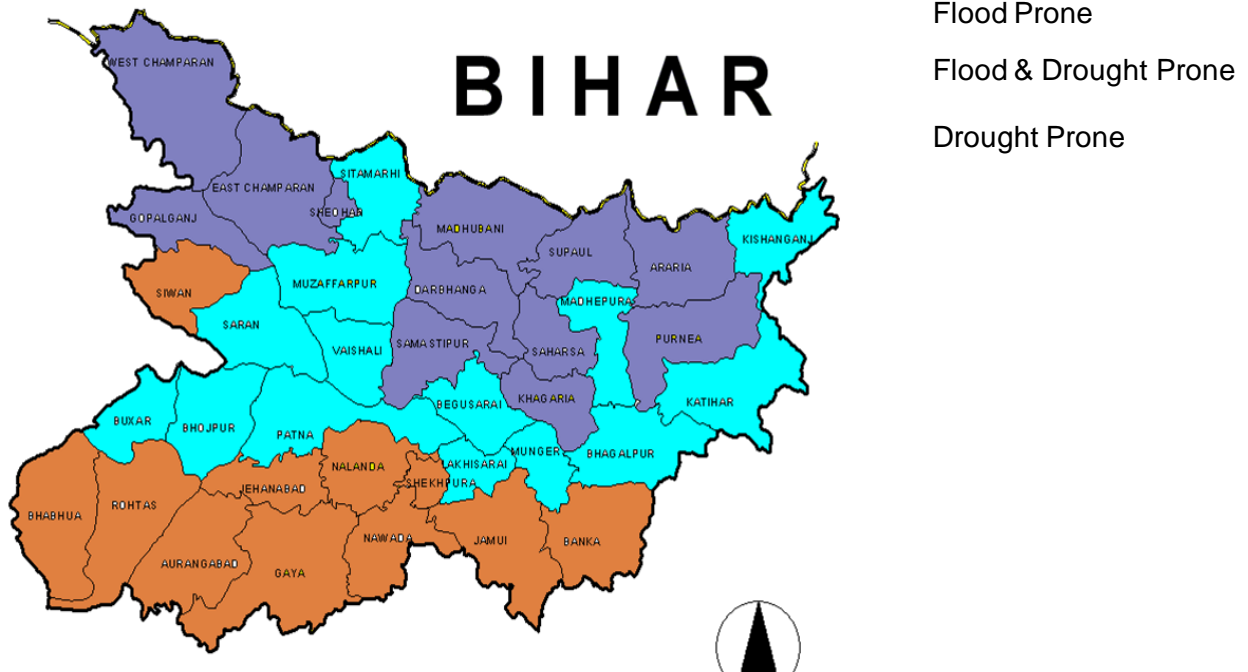 BIHAR
Flood Prone
Flood & Drought Prone
Drought Prone
WEST CHAMPARAN
EAST CHAMPARAN
SITAMARHI
SHEOHAR
GOPALGANJ
MADHUBANI
SUPAUL
ARARIA
KISHANGANJ
SIWAN
MUZAFFARPUR
DARBHANGA
MADHEPURA
SARAN
VAISHALI
SAMASTIPUR
SAHARSA
PURNEA
BEGUSARAI
KHAGARIA
KATIHAR
BUXAR
BHOJPUR
PATNA
MUNGER
BHAGALPUR
NALANDA
LAKHISARAI
SHEKHPURA
JEHANABAD
ROHTAS
BHABHUA
NAWADA
JAMUI
BANKA
AURANGABAD
GAYA